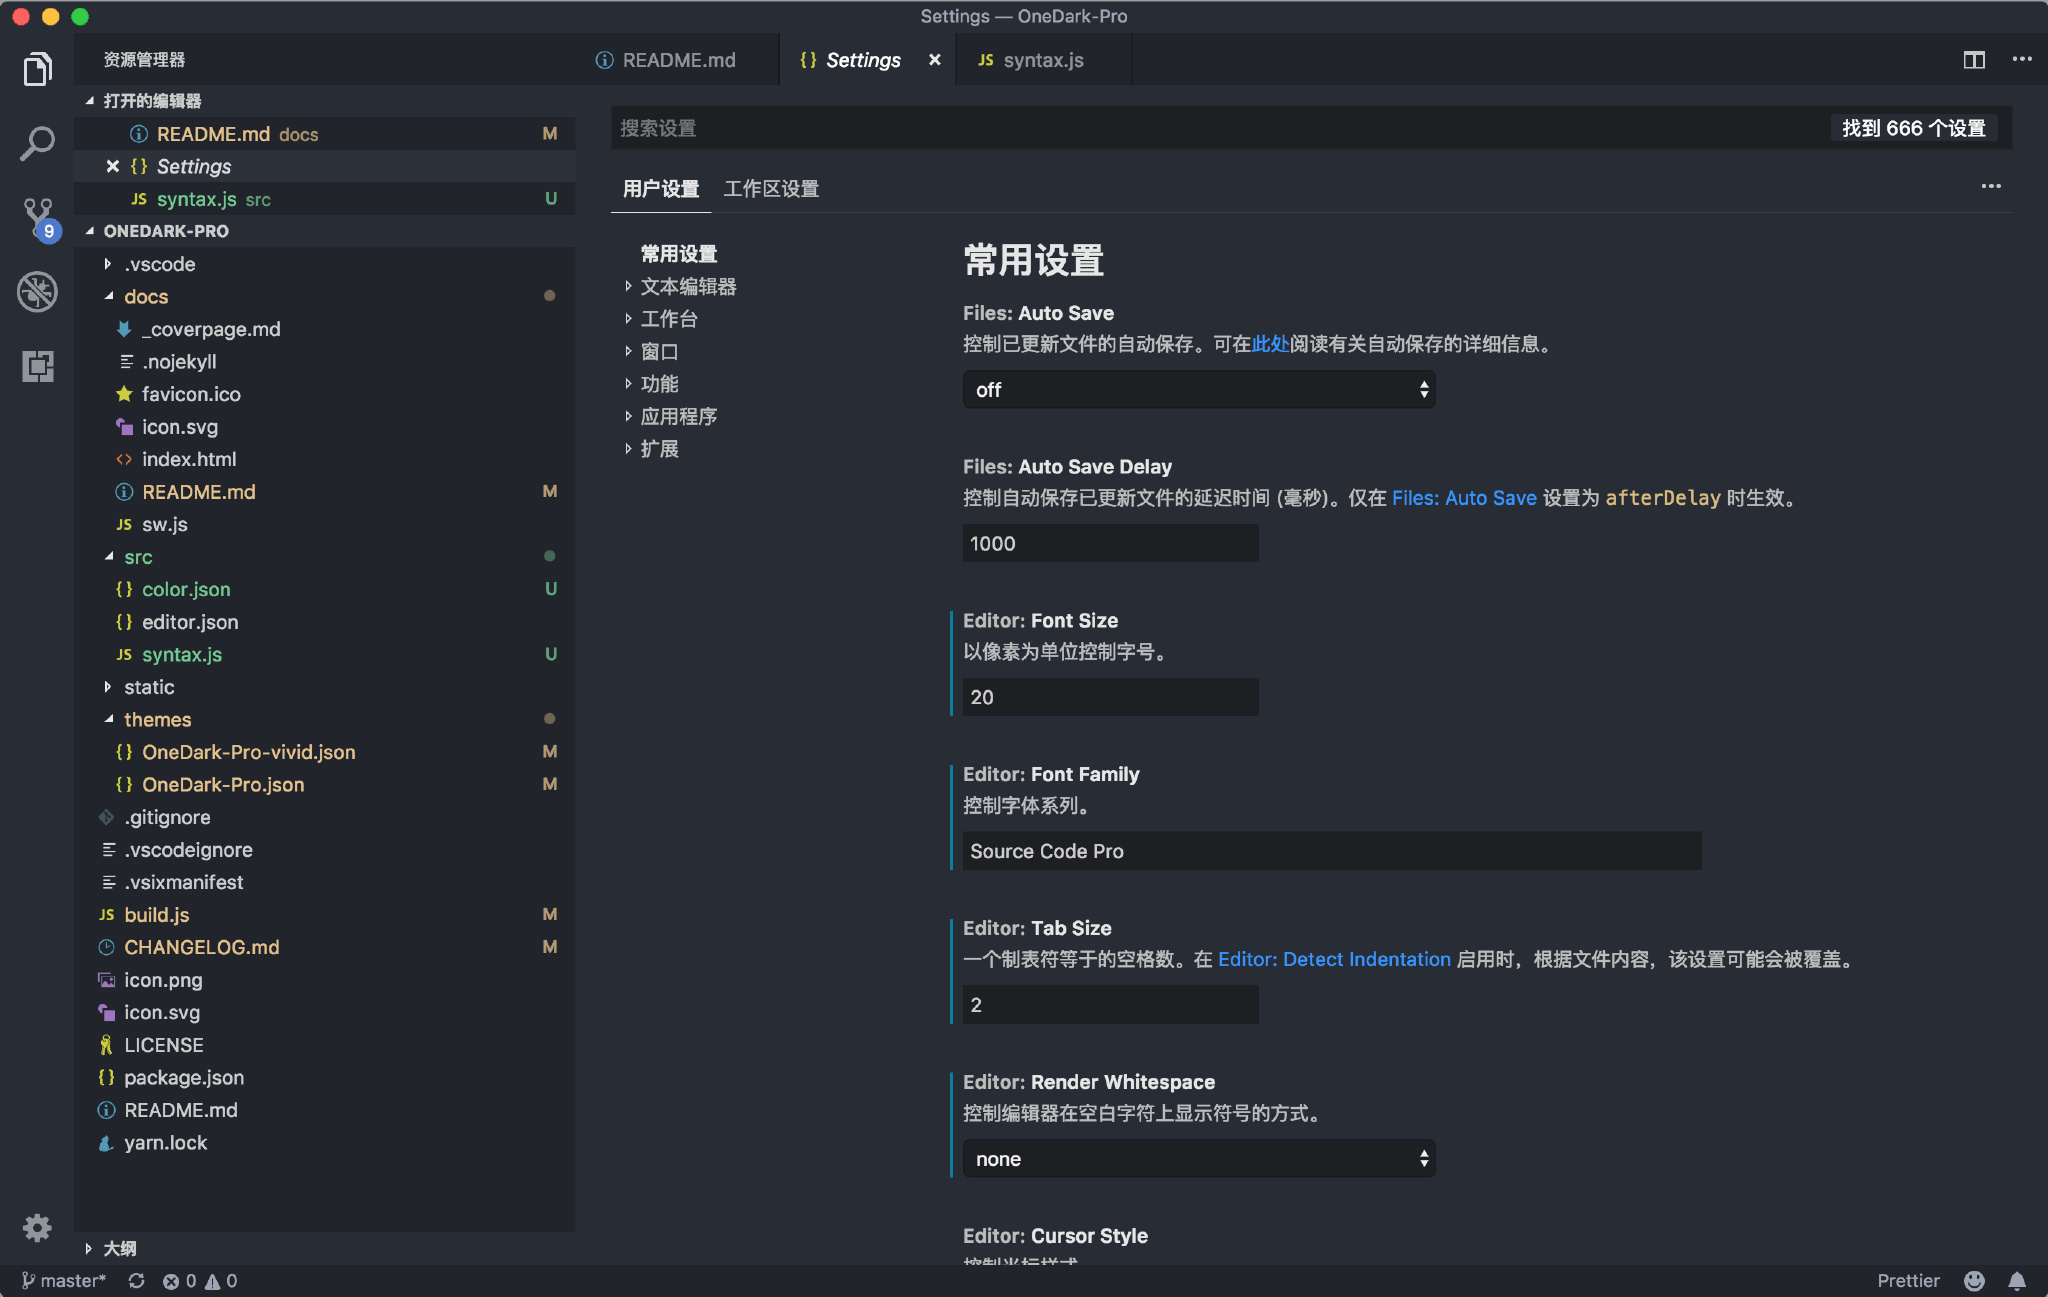 Settings — OneDark-Pro
资源管理器
README.md
{} Settings ×
JS syntax.js
打开的编辑器
README.md docs M
{} Settings
JS syntax.js src U
9
ONEDARK-PRO
.vscode
docs
_coverpage.md
.nojekyll
favicon.ico
icon.svg
<> index.html
README.md M
JS sw.js
src
{} color.json U
{} editor.json
JS syntax.js U
static
themes
{} OneDark-Pro-vivid.json M
{} OneDark-Pro.json M
.gitignore
.vscodeignore
.vsixmanifest
JS build.js M
CHANGELOG.md M
icon.png
icon.svg
LICENSE
{} package.json
README.md
yarn.lock
大纲
搜索设置
找到 666 个设置
用户设置 工作区设置
常用设置
文本编辑器
工作台
窗口
功能
应用程序
扩展
常用设置
Files: Auto Save
控制已更新文件的自动保存。可在此处阅读有关自动保存的详细信息。
off
Files: Auto Save Delay
控制自动保存已更新文件的延迟时间 (毫秒)。仅在 Files: Auto Save 设置为 afterDelay 时生效。
1000
Editor: Font Size
以像素为单位控制字号。
20
Editor: Font Family
控制字体系列。
Source Code Pro
Editor: Tab Size
一个制表符等于的空格数。在 Editor: Detect Indentation 启用时，根据文件内容，该设置可能会被覆盖。
2
Editor: Render Whitespace
控制编辑器在空白字符上显示符号的方式。
none
Editor: Cursor Style
控制光标样式
master* 0 0
Prettier